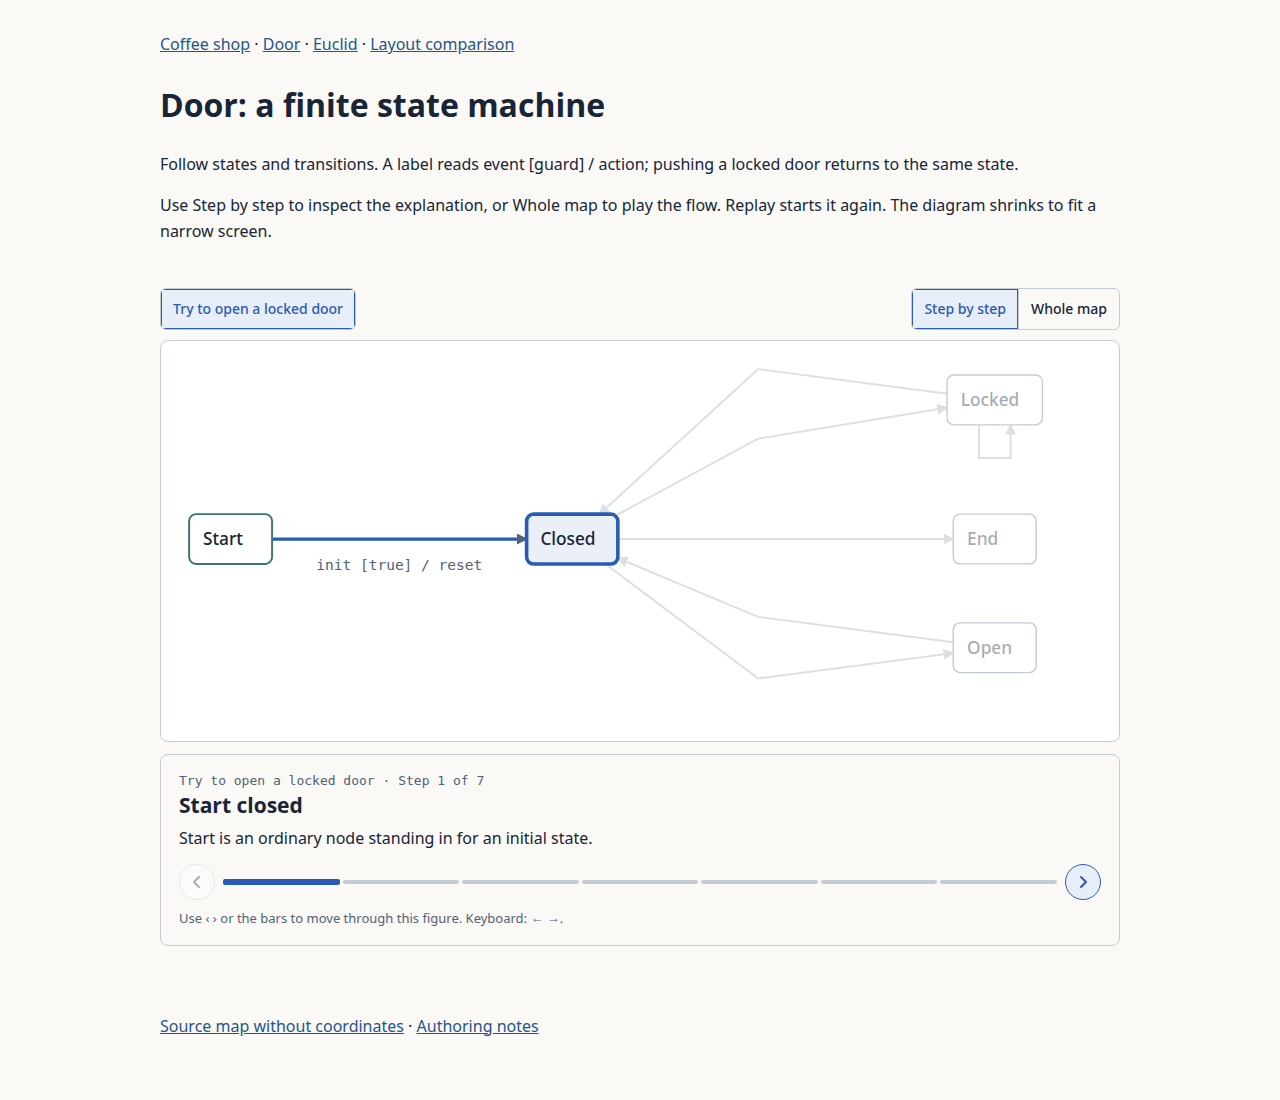 Coffee shop · Door · Euclid · Layout comparison
Door: a finite state machine
Follow states and transitions. A label reads event [guard] / action; pushing a locked door returns to the same state.
Use Step by step to inspect the explanation, or Whole map to play the flow. Replay starts it again. The diagram shrinks to fit a
narrow screen.
Try to open a locked door
Step by step
Whole map
Locked
Start
init [true] / reset
Closed
End
Open
Try to open a locked door · Step 1 of 7
Start closed
Start is an ordinary node standing in for an initial state.
Use ‹ › or the bars to move through this figure. Keyboard: ← →.
Source map without coordinates · Authoring notes